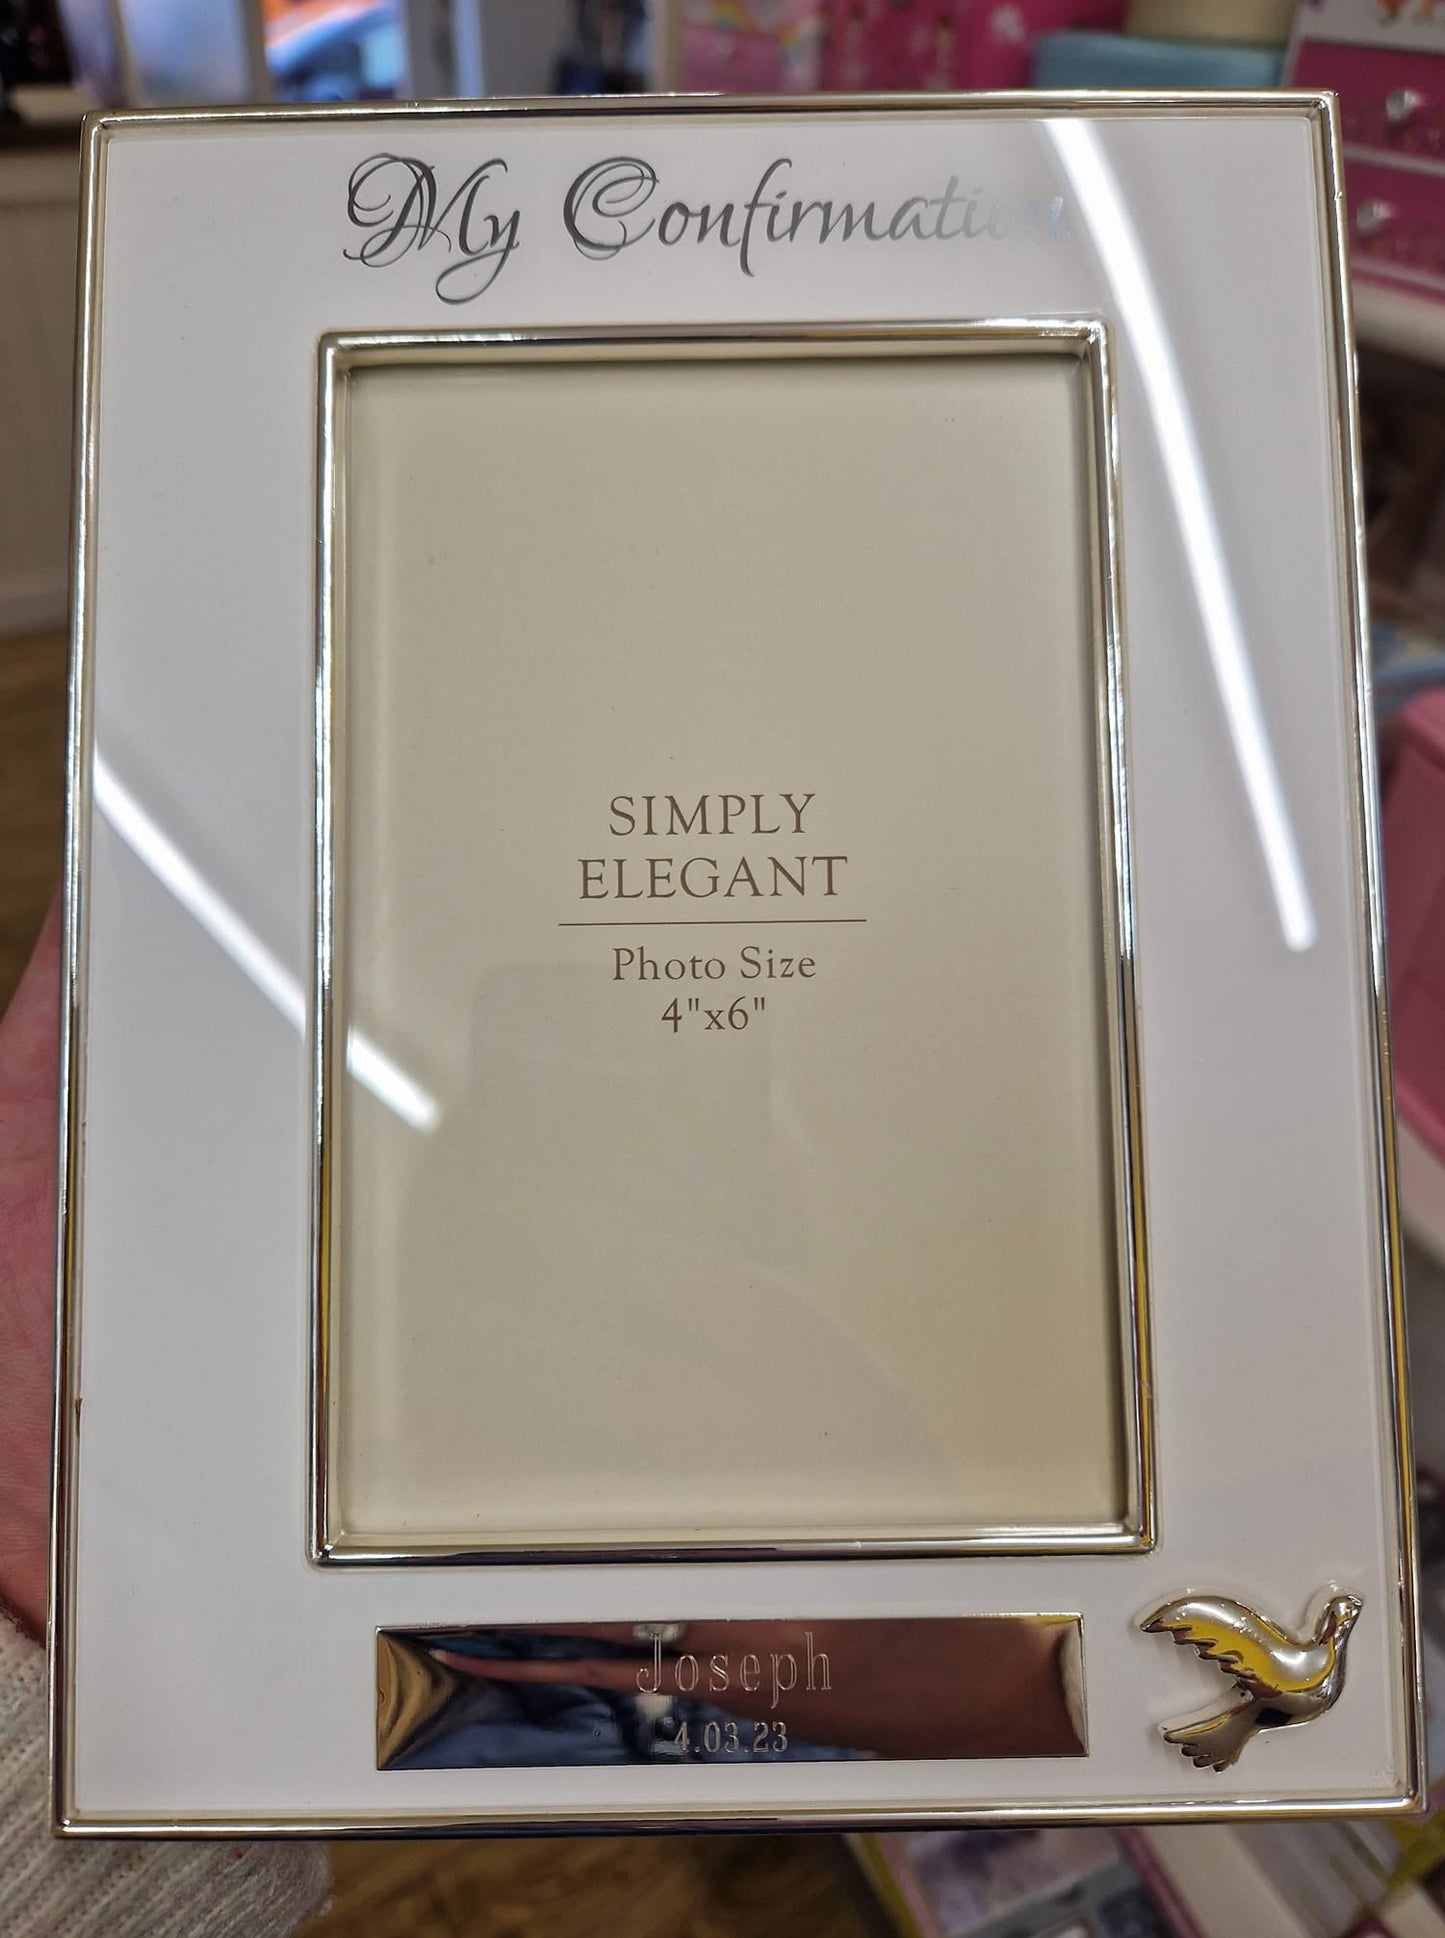 My Confirmation
SIMPLY
ELEGANT
Photo Size
4"x6"
Joseph
4.03.23